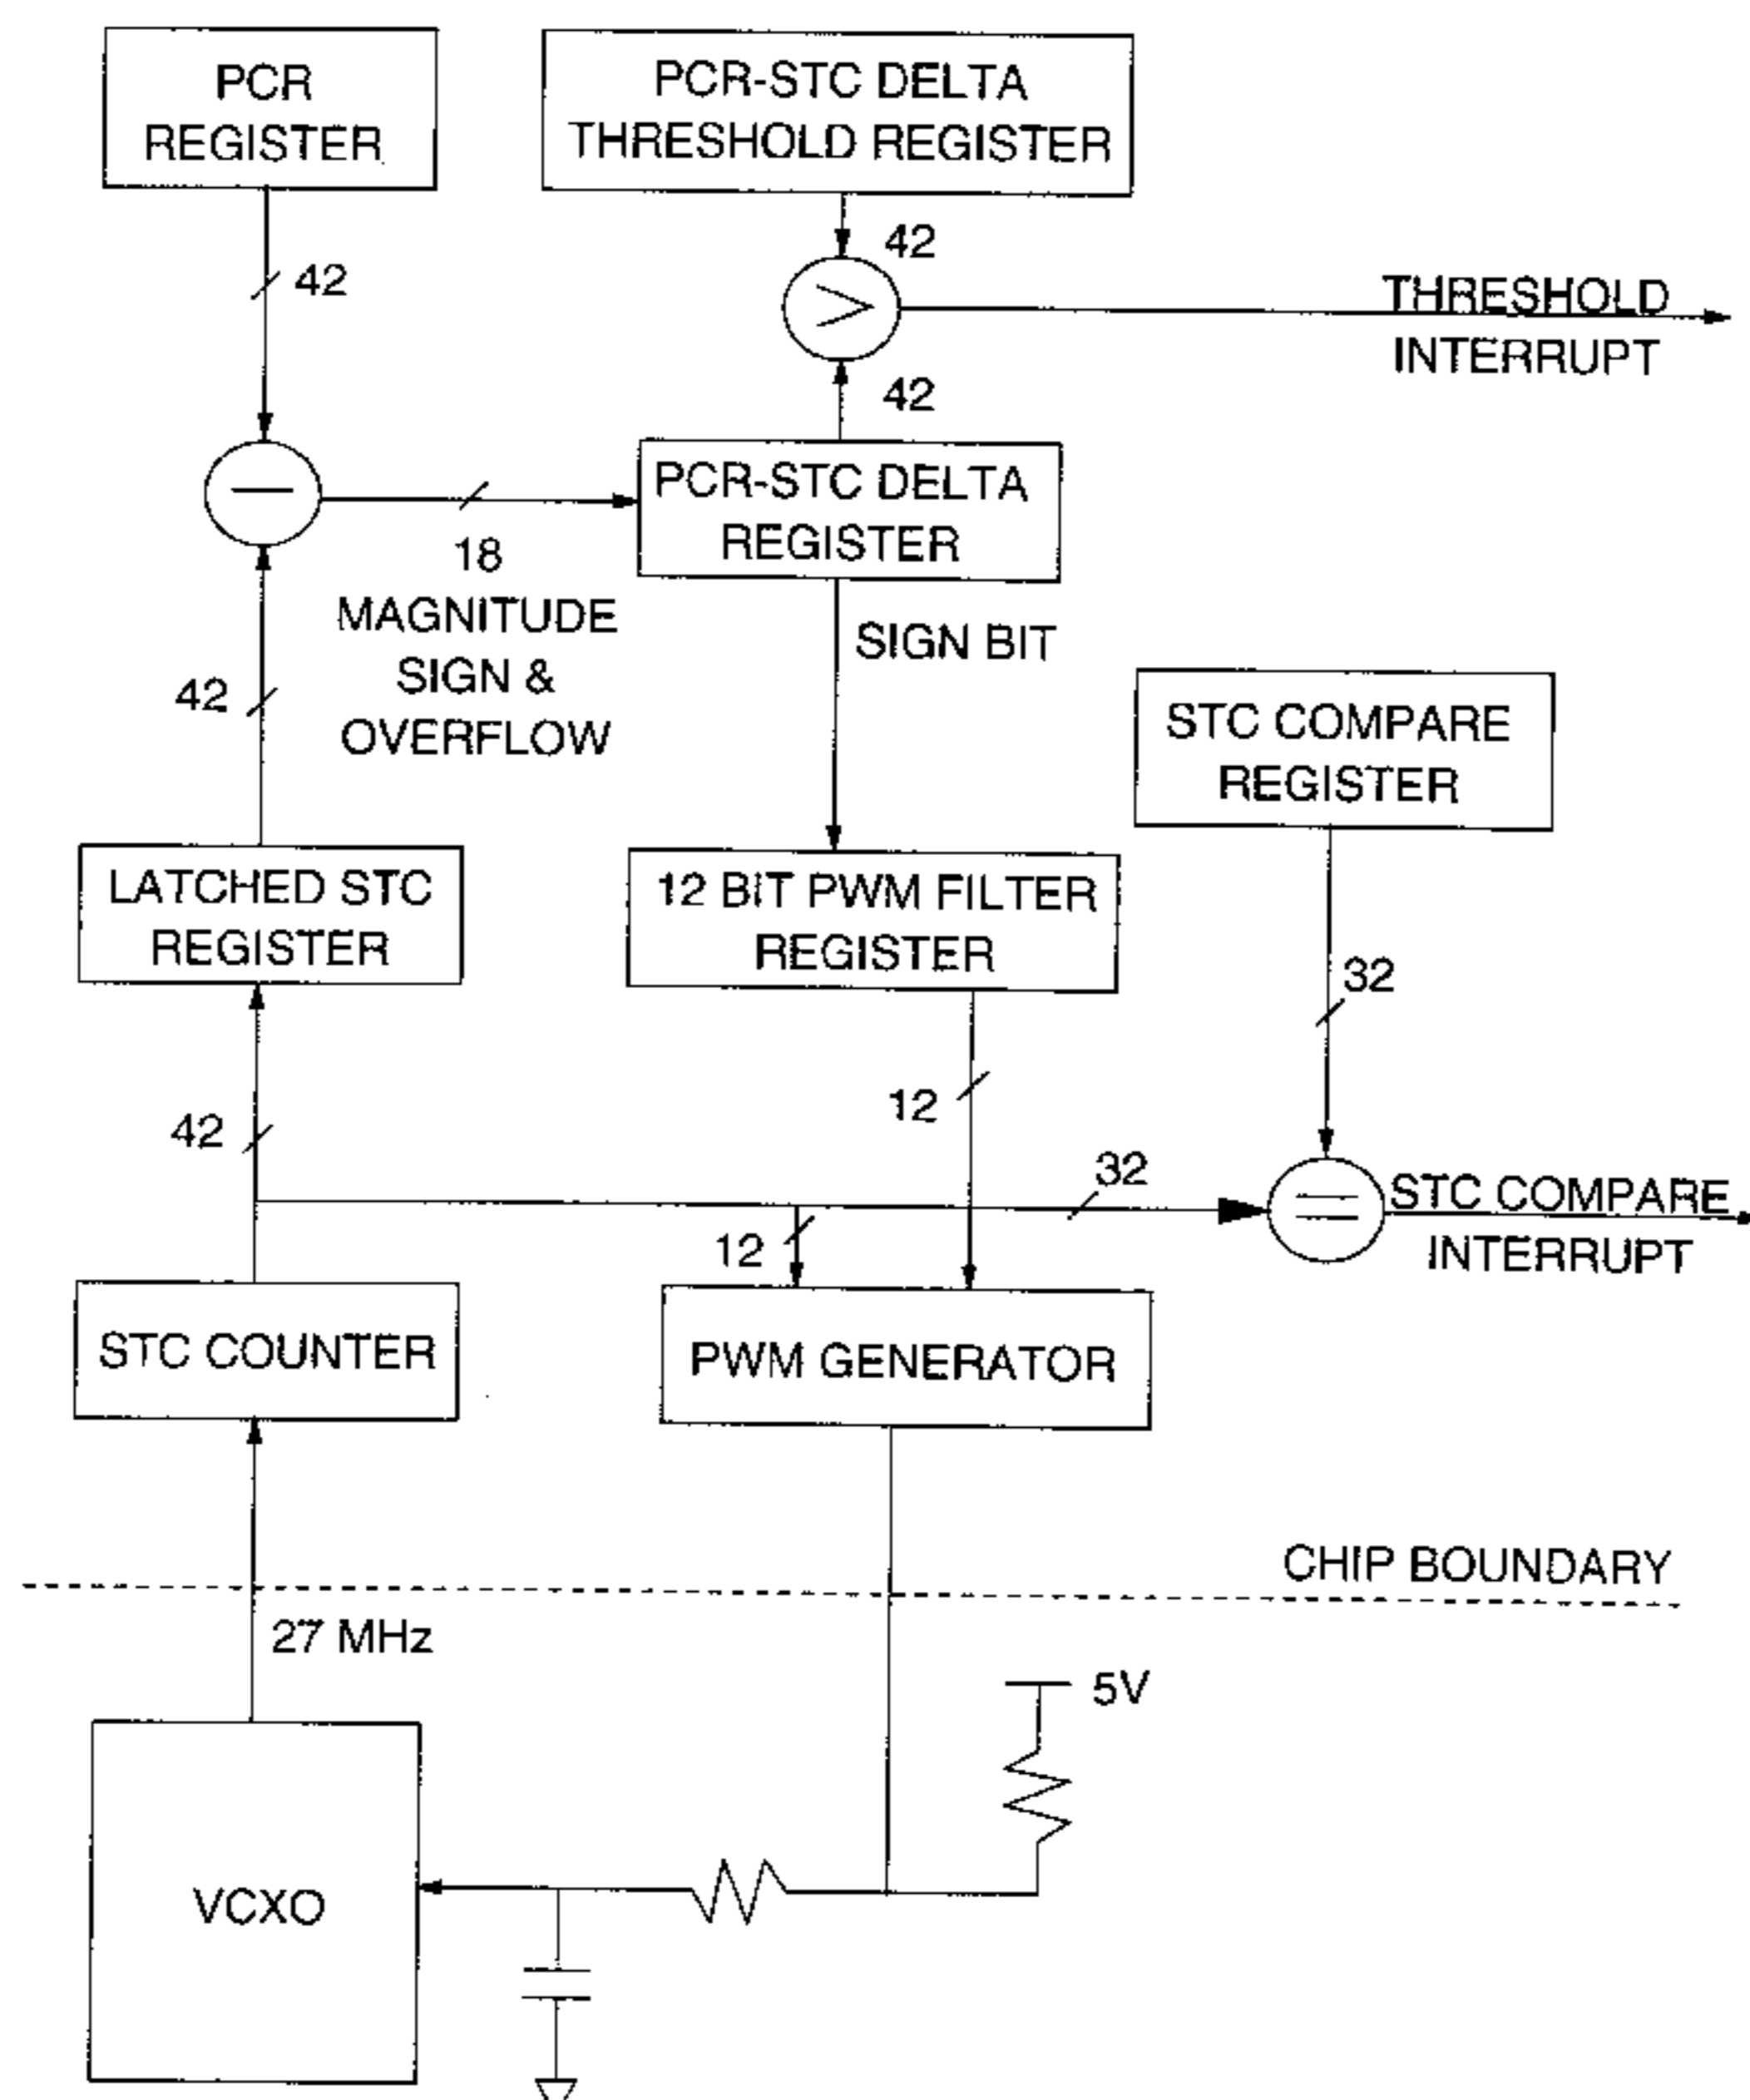 PCR
REGISTER
PCR-STC DELTA
THRESHOLD REGISTER
42
42
THRESHOLD
INTERRUPT
42
PCR-STC DELTA
REGISTER
18
MAGNITUDE
SIGN &
OVERFLOW
SIGN BIT
42
STC COMPARE
REGISTER
LATCHED STC
REGISTER
12 BIT PWM FILTER
REGISTER
32
42
12
32
STC COMPARE
INTERRUPT
12
STC COUNTER
PWM GENERATOR
CHIP BOUNDARY
27 MHz
5V
VCXO